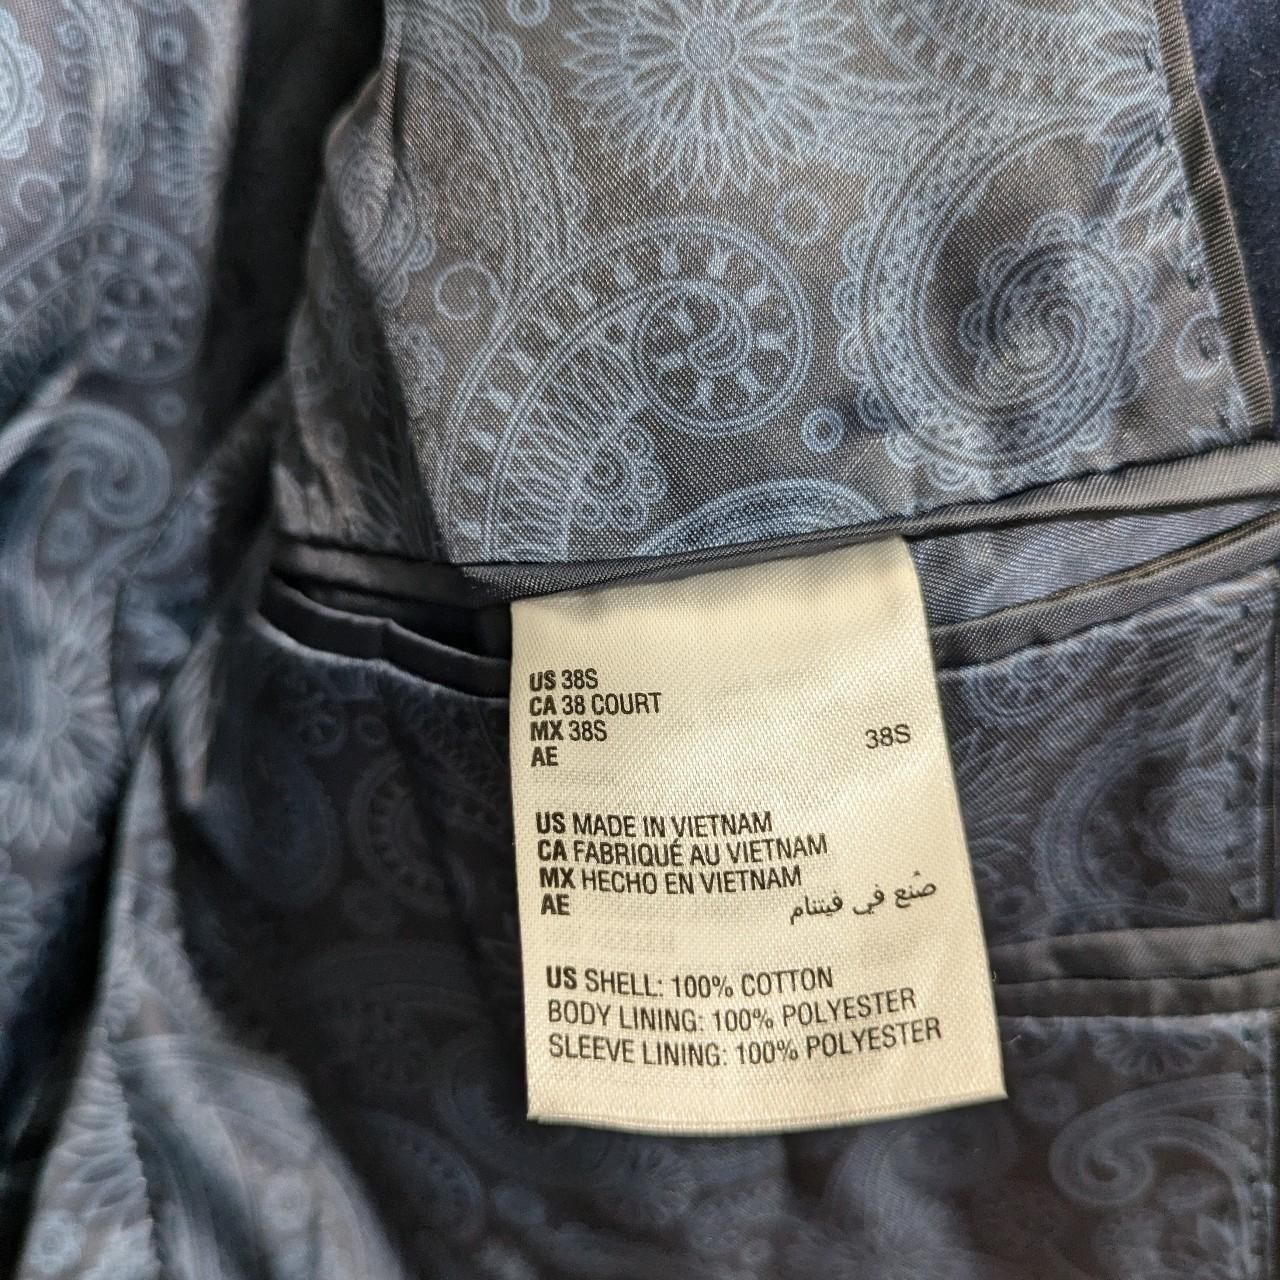 US 38S
CA 38 COURT
MX 38S
AE
38S
US MADE IN VIETNAM
CA FABRIQUÉ AU VIETNAM
MX HECHO EN VIETNAM
AE صُنع في فيتنام
US SHELL: 100% COTTON
BODY LINING: 100% POLYESTER
SLEEVE LINING: 100% POLYESTER